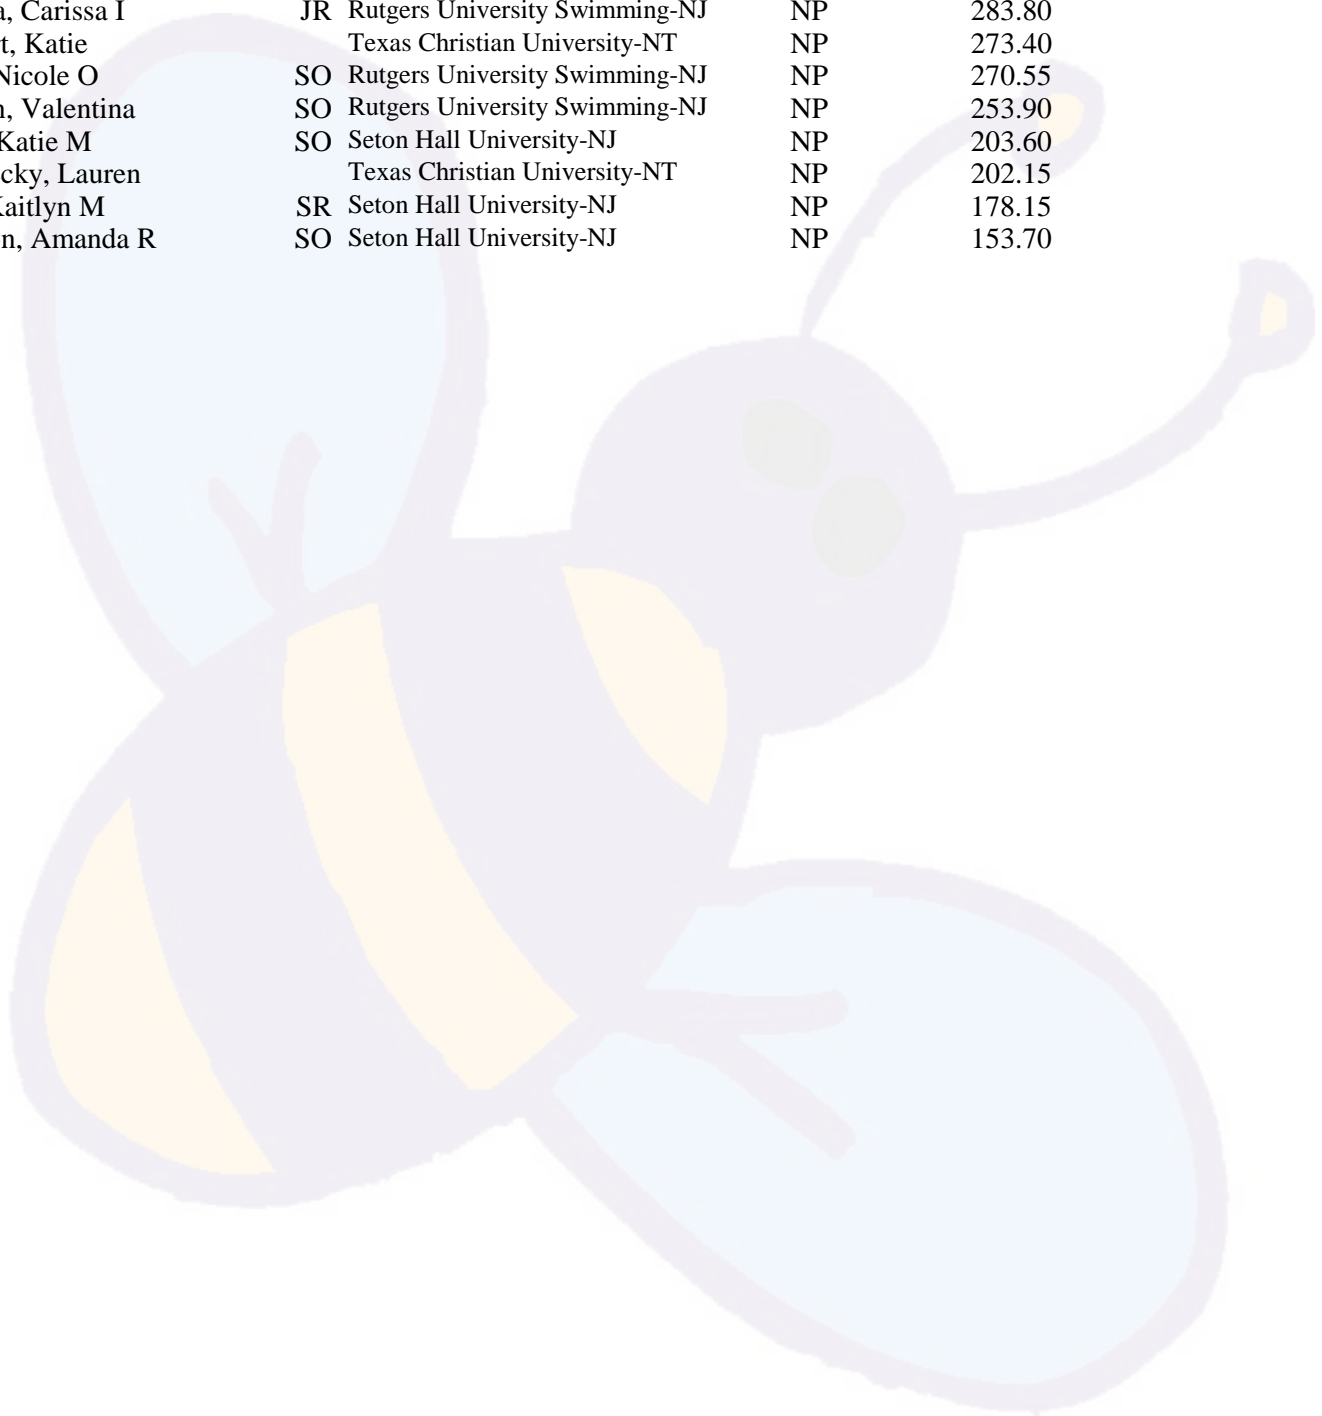 a, Carissa I JR Rutgers University Swimming-NJ NP 283.80
t, Katie Texas Christian University-NT NP 273.40
Nicole O SO Rutgers University Swimming-NJ NP 270.55
n, Valentina SO Rutgers University Swimming-NJ NP 253.90
Katie M SO Seton Hall University-NJ NP 203.60
cky, Lauren Texas Christian University-NT NP 202.15
Kaitlyn M SR Seton Hall University-NJ NP 178.15
n, Amanda R SO Seton Hall University-NJ NP 153.70